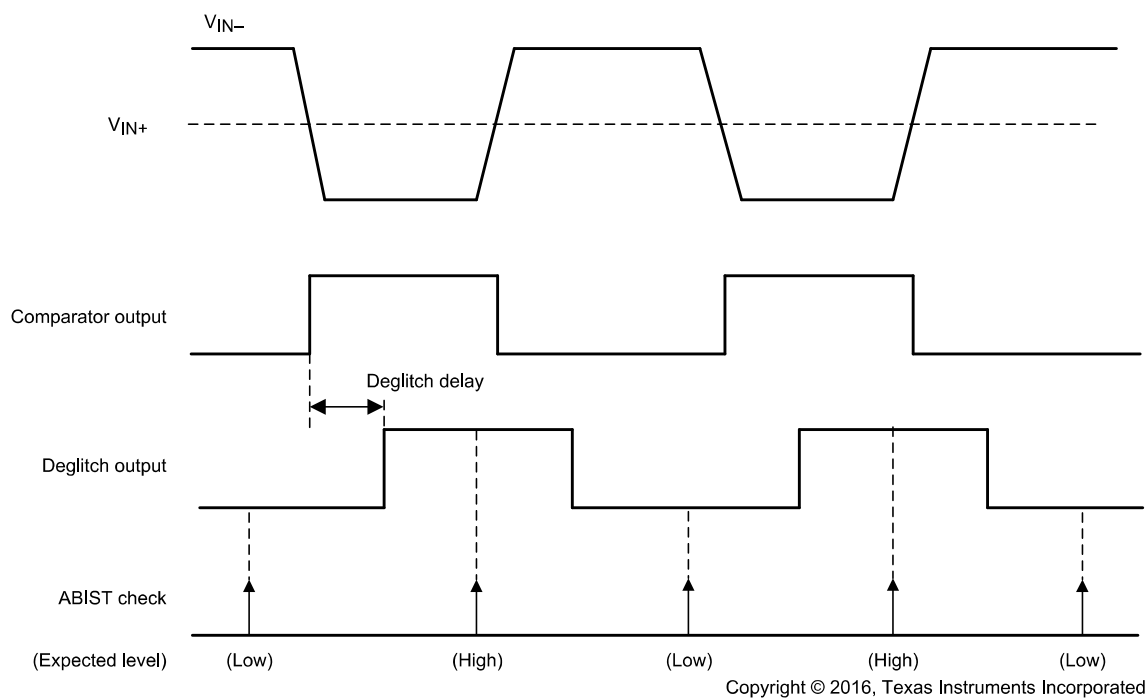 VIN–
VIN+
Comparator output
Deglitch delay
Deglitch output
ABIST check
(Expected level) (Low) (High) (Low) (High) (Low)
Copyright © 2016, Texas Instruments Incorporated